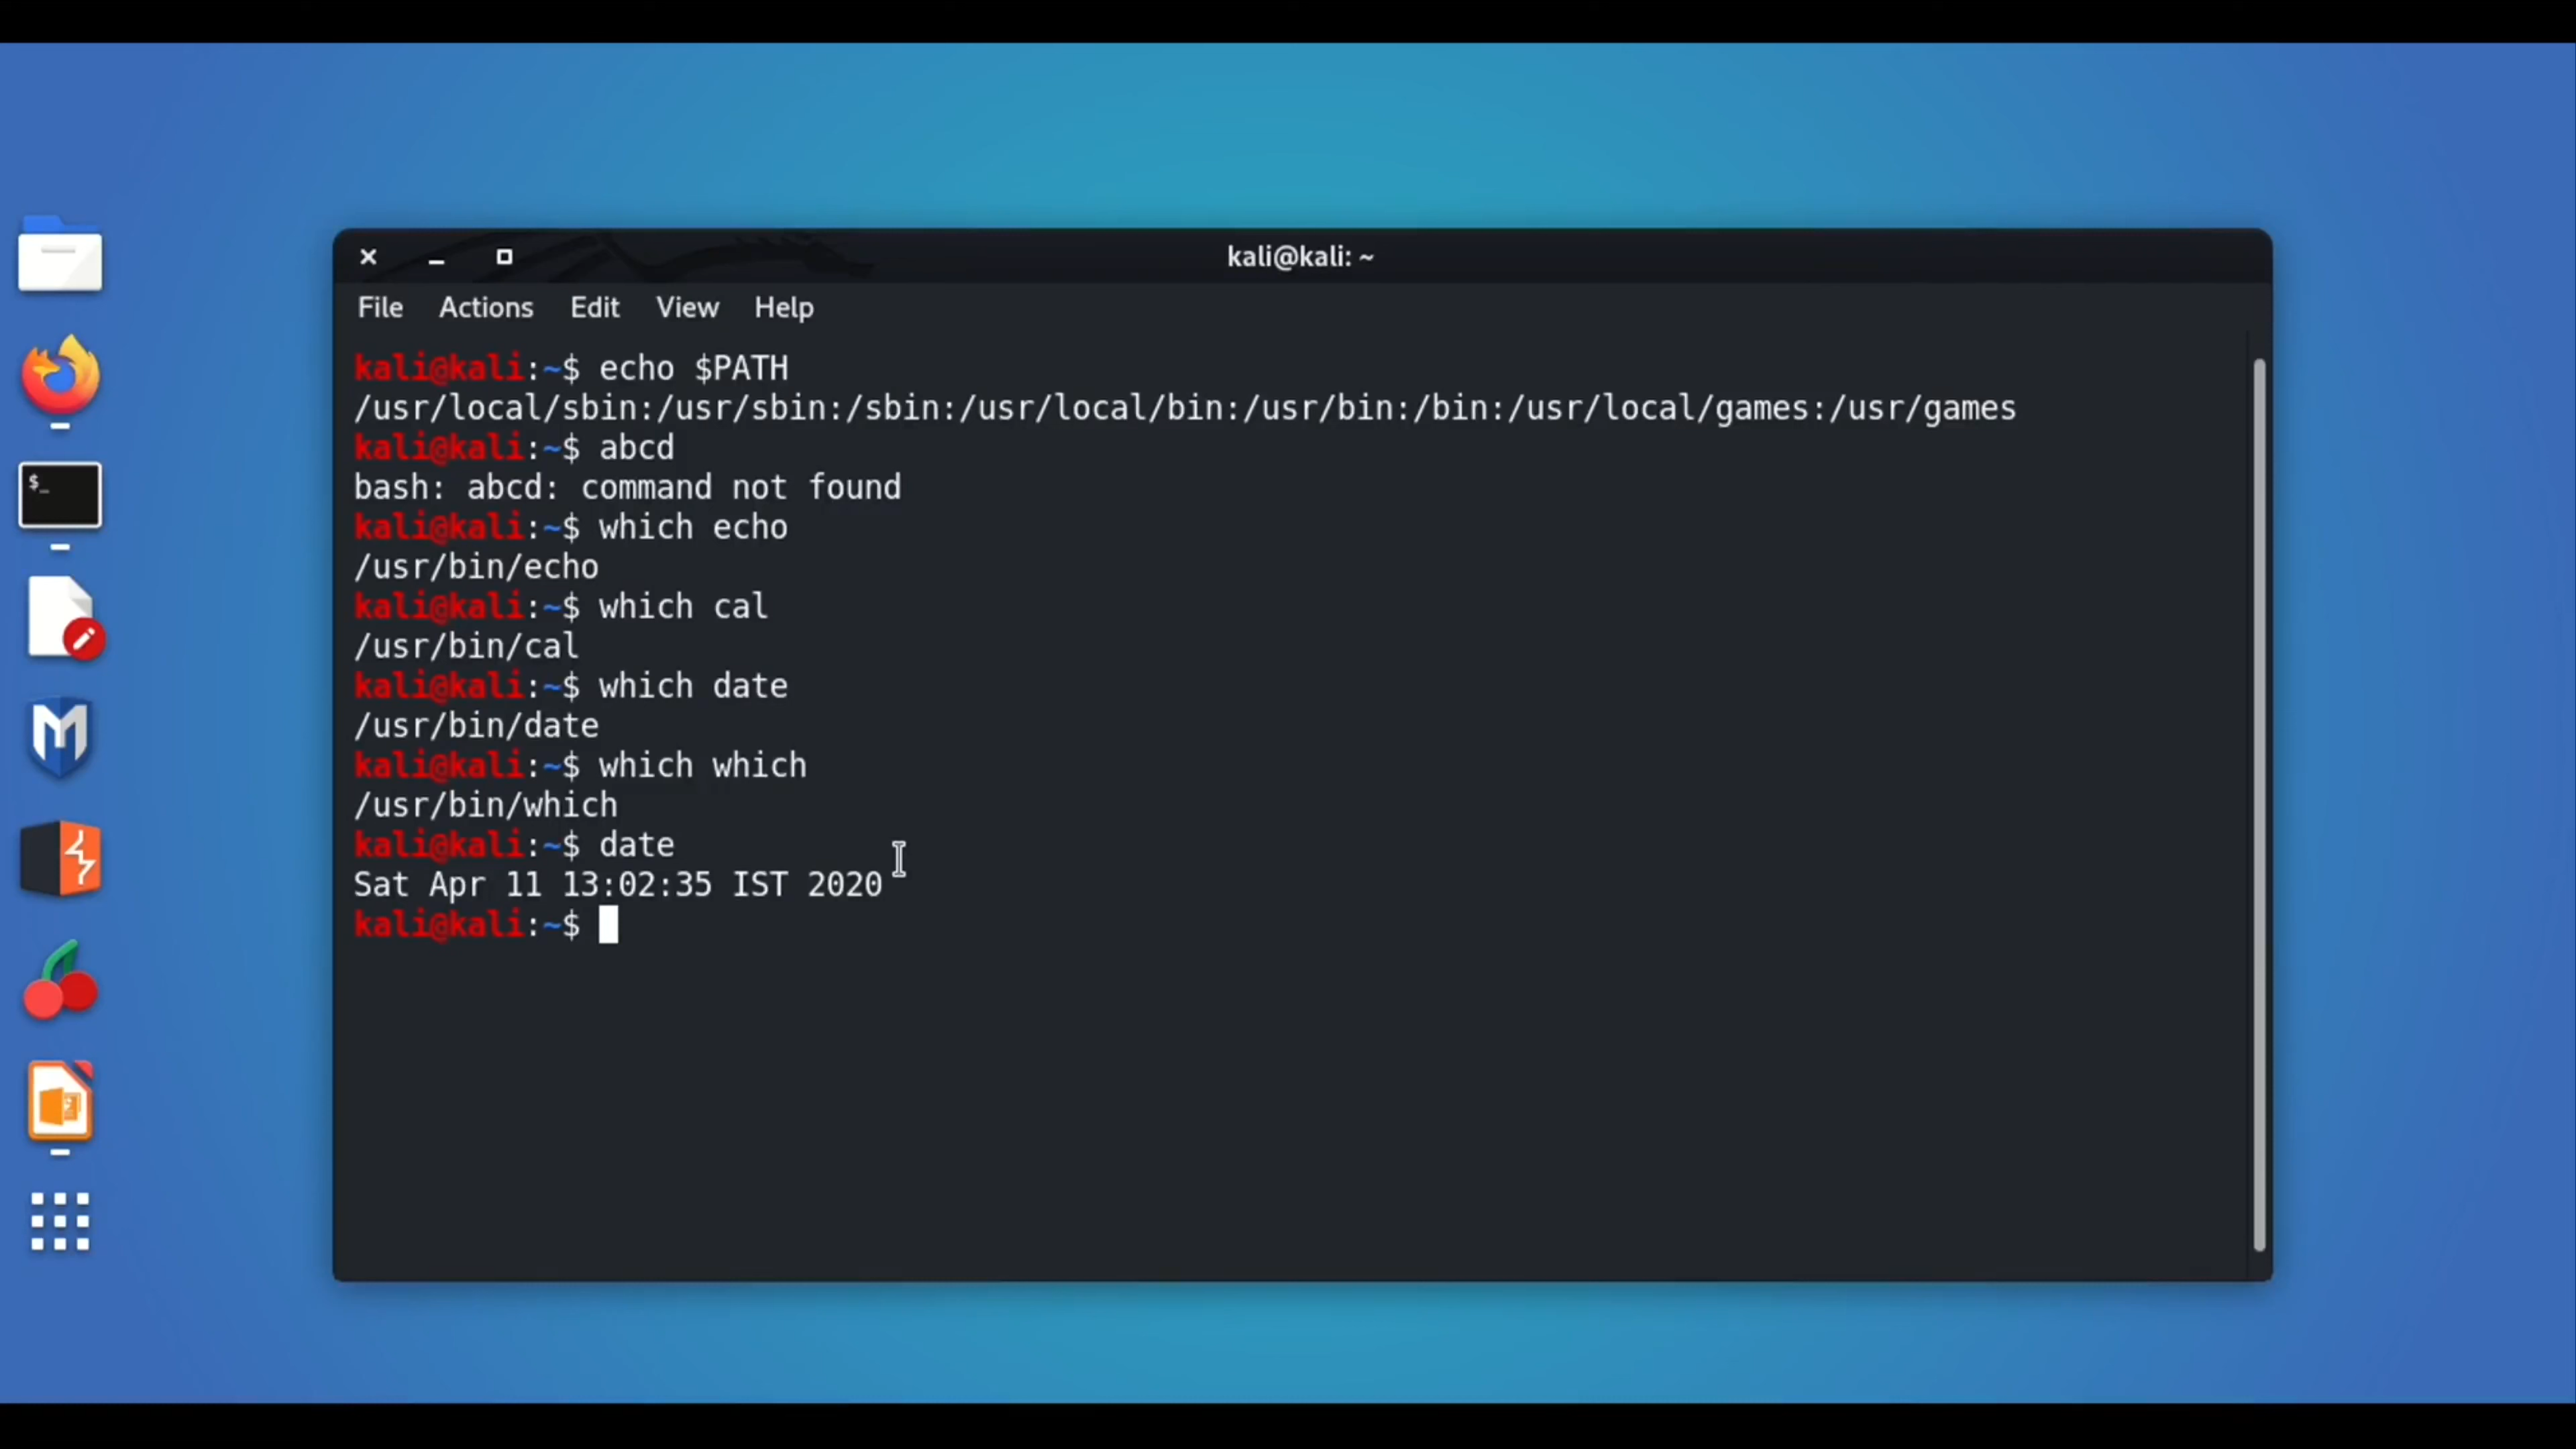 kali@kali: ~
File Actions Edit View Help
kali@kali:~$ echo $PATH
/usr/local/sbin:/usr/sbin:/sbin:/usr/local/bin:/usr/bin:/bin:/usr/local/games:/usr/games
kali@kali:~$ abcd
bash: abcd: command not found
kali@kali:~$ which echo
/usr/bin/echo
kali@kali:~$ which cal
/usr/bin/cal
kali@kali:~$ which date
/usr/bin/date
kali@kali:~$ which which
/usr/bin/which
kali@kali:~$ date
Sat Apr 11 13:02:35 IST 2020
kali@kali:~$
$_
M